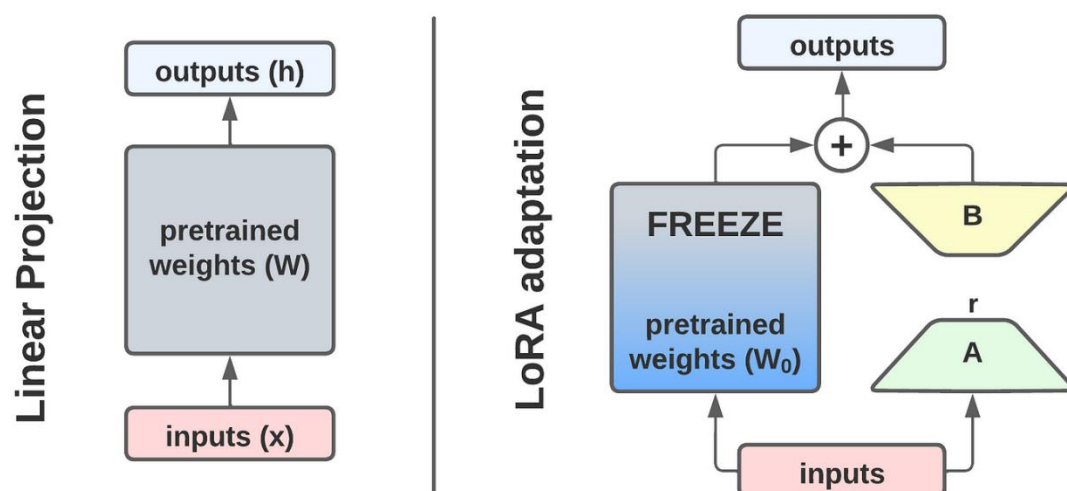 Linear Projection
outputs (h)
pretrained
weights (W)
inputs (x)
LoRA adaptation
outputs
+
FREEZE
pretrained
weights (W₀)
B
r
A
inputs